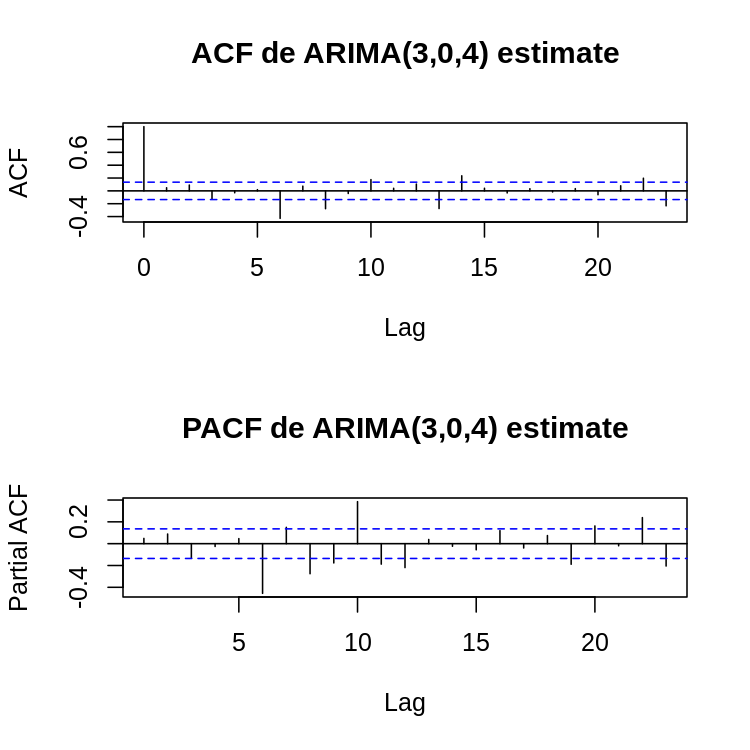 ACF de ARIMA(3,0,4) estimate
ACF
0.6
-0.4
0 5 10 15 20
Lag
PACF de ARIMA(3,0,4) estimate
Partial ACF
0.2
-0.4
5 10 15 20
Lag